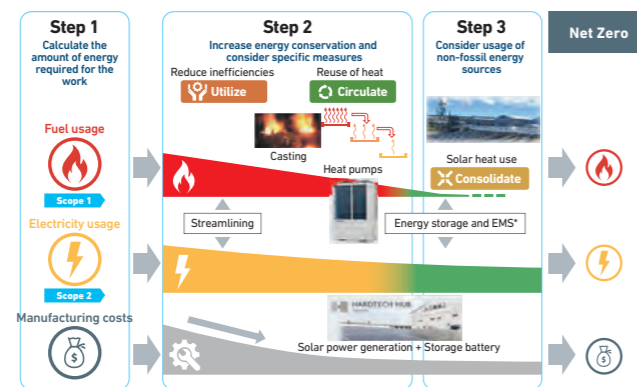 Step 1
Calculate the
amount of energy
required for the
work
Fuel usage
Scope 1
Electricity usage
Scope 2
Manufacturing costs
$
Step 2
Increase energy conservation and
consider specific measures
Reduce inefficiencies
Utilize
Reuse of heat
Circulate
Casting
Heat pumps
Streamlining
Step 3
Consider usage of
non-fossil energy
sources
Solar heat use
Consolidate
Energy storage and EMS*
HARDTECH HUB
Solar power generation + Storage battery
Net Zero
$